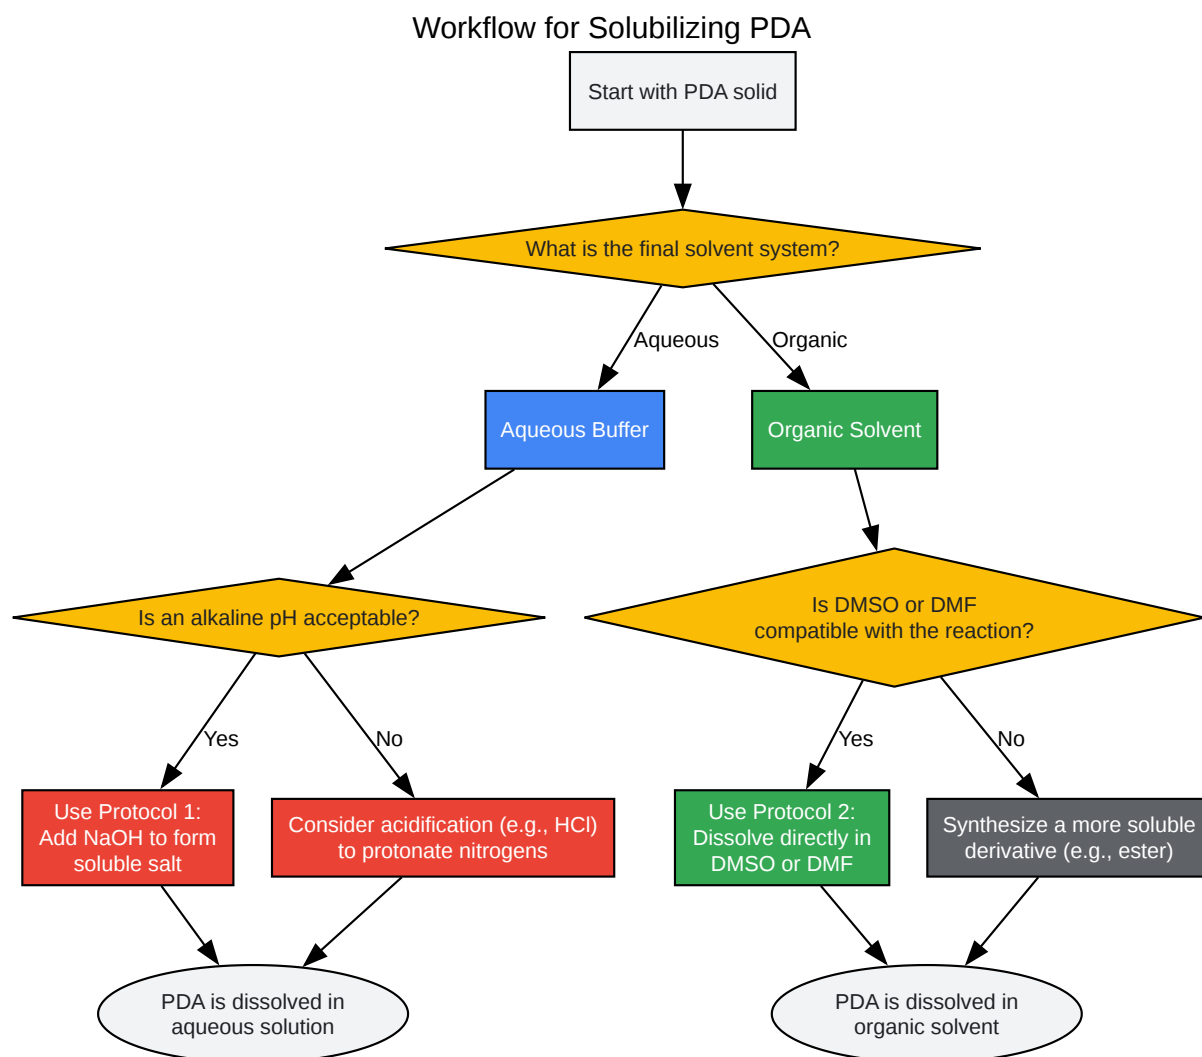 Workflow for Solubilizing PDA
Start with PDA solid
What is the final solvent system?
Aqueous
Organic
Aqueous Buffer
Organic Solvent
Is an alkaline pH acceptable?
Is DMSO or DMF
compatible with the reaction?
Yes
No
Yes
No
Use Protocol 1:
Add NaOH to form
soluble salt
Consider acidification (e.g., HCl)
to protonate nitrogens
Use Protocol 2:
Dissolve directly in
DMSO or DMF
Synthesize a more soluble
derivative (e.g., ester)
PDA is dissolved in
aqueous solution
PDA is dissolved in
organic solvent